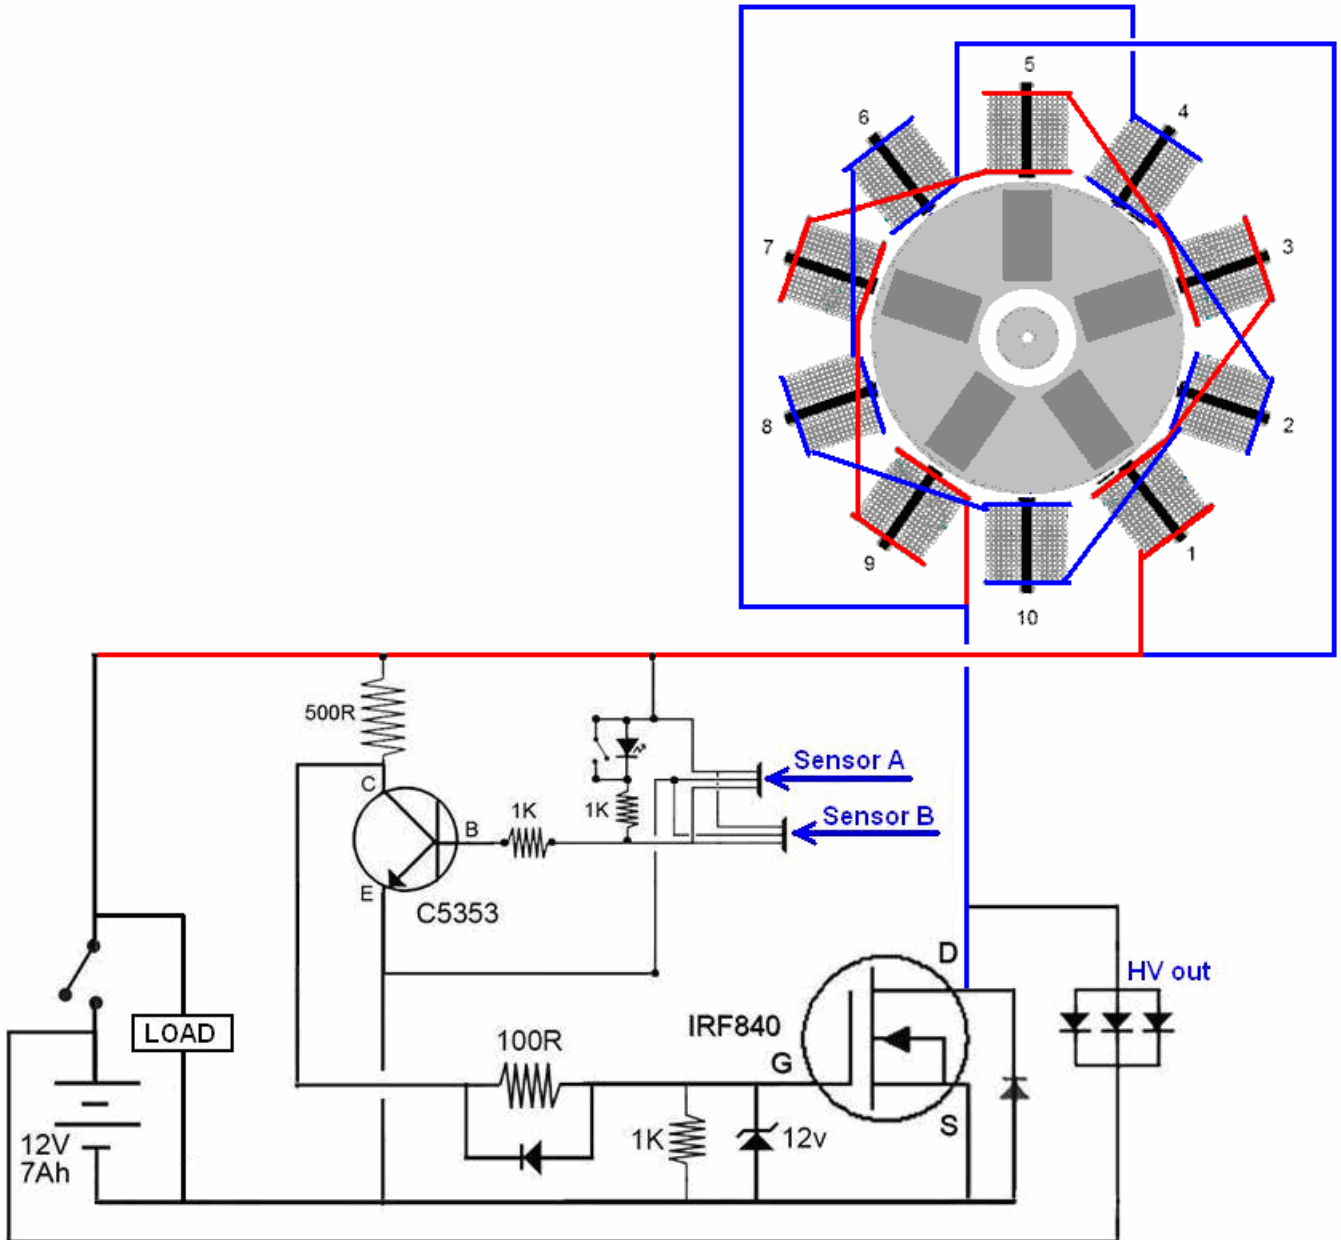 5
6
4
7
3
8
2
9
1
10
500R
Sensor A
C
1K
1K
B
Sensor B
E
C5353
D
HV out
IRF840
LOAD
100R
G
12V
7Ah
1K
12v
S